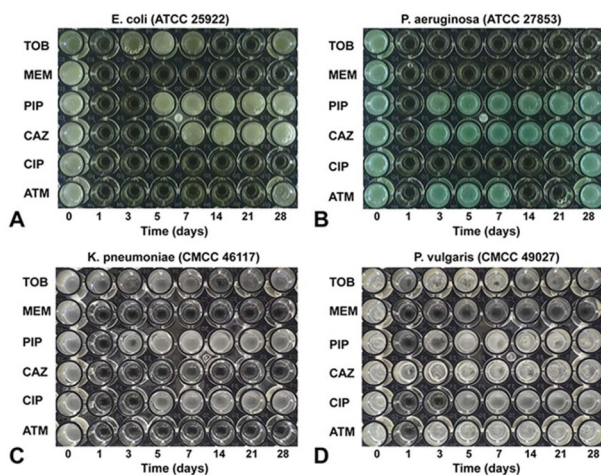 E. coli (ATCC 25922)
TOB
MEM
PIP
CAZ
CIP
ATM
A
0 1 3 5 7 14 21 28
Time (days)
P. aeruginosa (ATCC 27853)
TOB
MEM
PIP
CAZ
CIP
ATM
B
0 1 3 5 7 14 21 28
Time (days)
K. pneumoniae (CMCC 46117)
TOB
MEM
PIP
CAZ
CIP
ATM
C
0 1 3 5 7 14 21 28
Time (days)
P. vulgaris (CMCC 49027)
TOB
MEM
PIP
CAZ
CIP
ATM
D
0 1 3 5 7 14 21 28
Time (days)